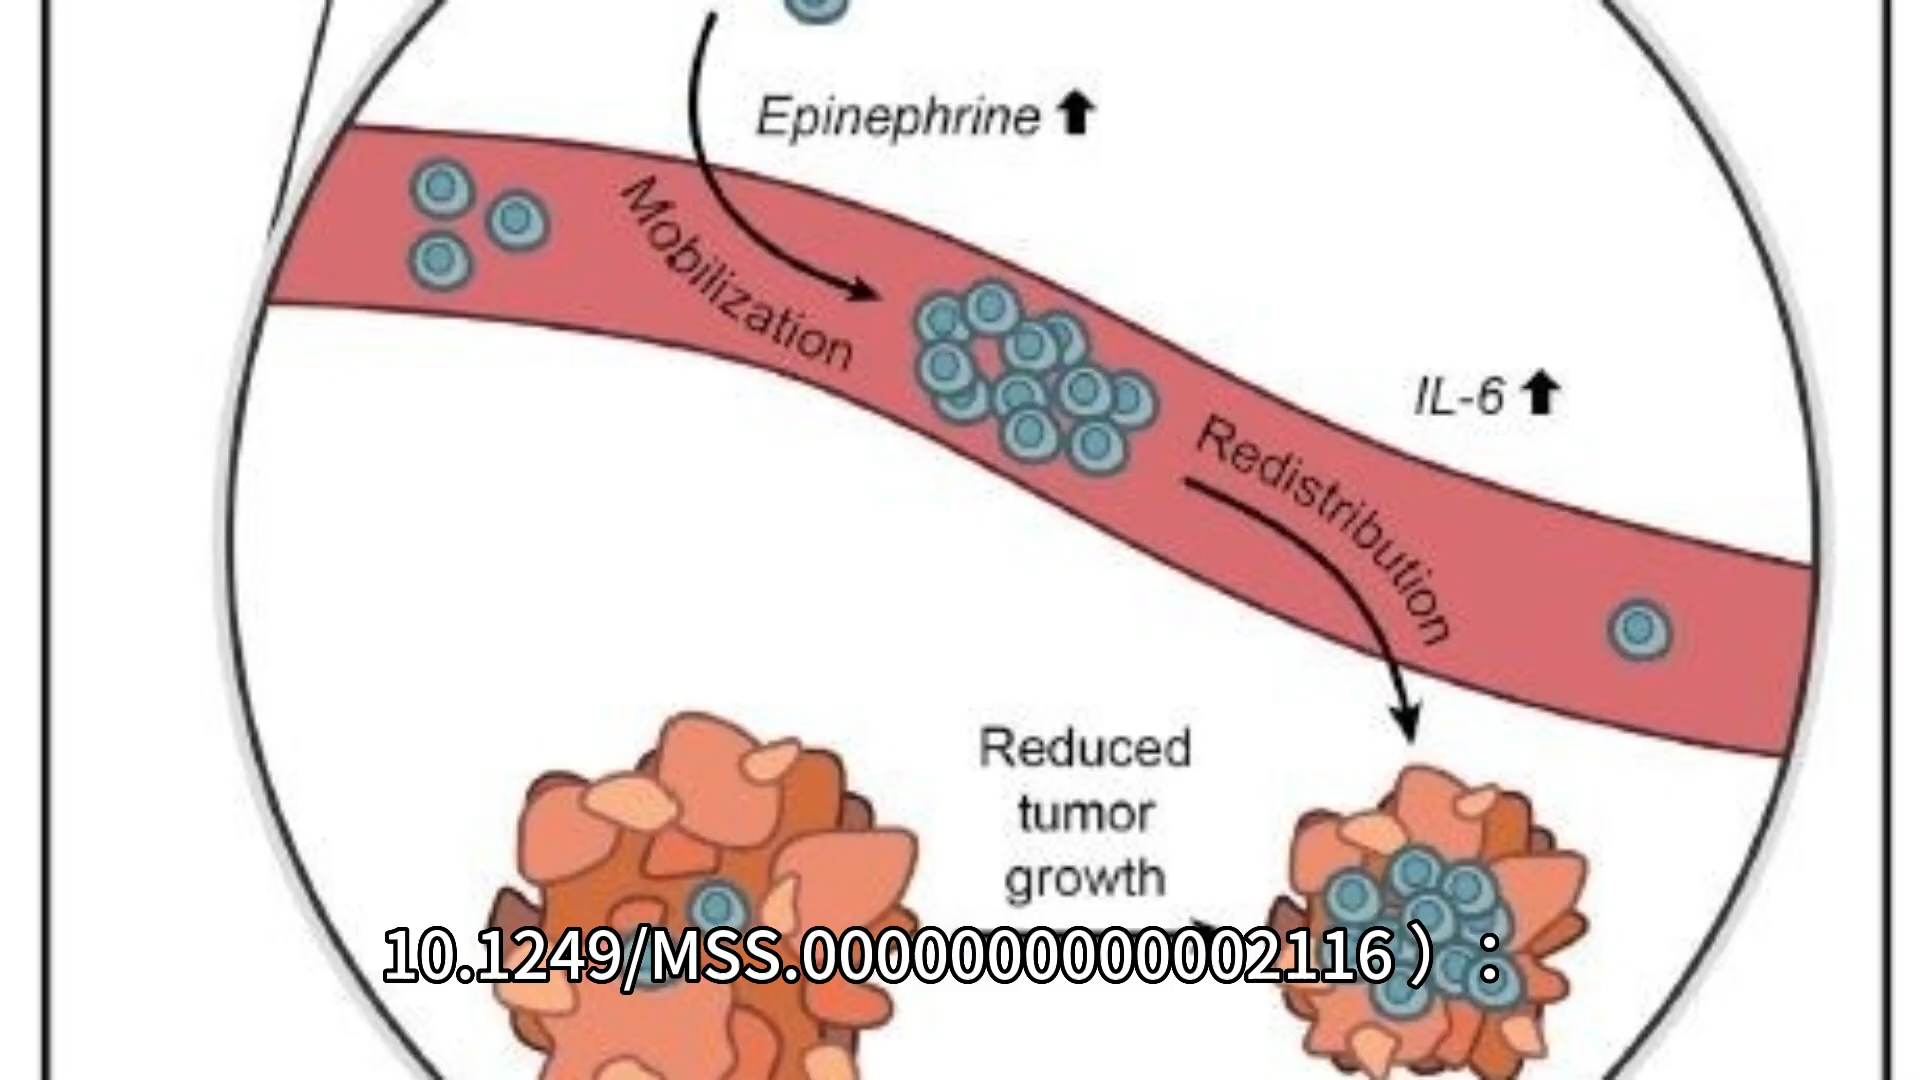 Epinephrine
Mobilization
IL-6
Redistribution
Reduced
tumor
growth
10.1249/MSS.0000000000002116）：